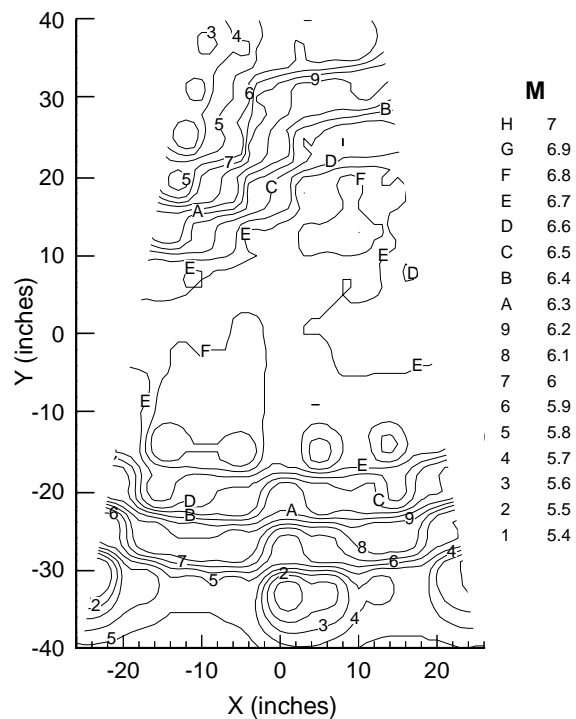 40
30
20
10
0
-10
-20
-30
-40
Y (inches)
-20
-10
0
10
20
X (inches)
3
4
9
6
5
B
7
D
5
C
F
A
E
E
E
D
F
E
E
E
D
C
B
A
6
9
8
7
6
4
5
2
2
3
4
5
M
H 7
G 6.9
F 6.8
E 6.7
D 6.6
C 6.5
B 6.4
A 6.3
9 6.2
8 6.1
7 6
6 5.9
5 5.8
4 5.7
3 5.6
2 5.5
1 5.4